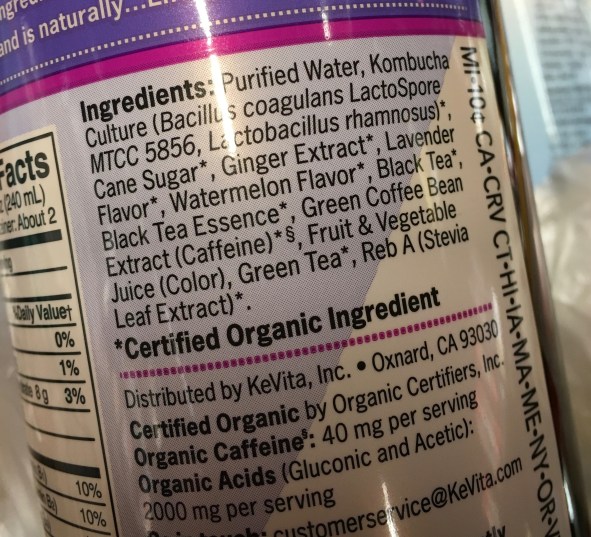 and is naturally...
Ingredients: Purified Water, Kombucha
Culture (Bacillus coagulans LactoSpore
MTCC 5856, Lactobacillus rhamnosus)*,
Cane Sugar*, Ginger Extract*, Lavender
Flavor*, Watermelon Flavor*, Black Tea*,
Black Tea Essence*, Green Coffee Bean
Extract (Caffeine)*§, Fruit & Vegetable
Juice (Color), Green Tea*, Reb A (Stevia
Leaf Extract)*.
*Certified Organic Ingredient
Distributed by KeVita, Inc. • Oxnard, CA 93030
Certified Organic by Organic Certifiers, Inc.
Organic Caffeine§: 40 mg per serving
Organic Acids (Gluconic and Acetic):
2000 mg per serving
customerservice@KeVita.com
MI-10¢ CA-CRV CT-HI-IA-MA-ME-NY-OR-V
Facts
(240 mL)
About 2
Daily Value†
0%
1%
8g 3%
10%
10%